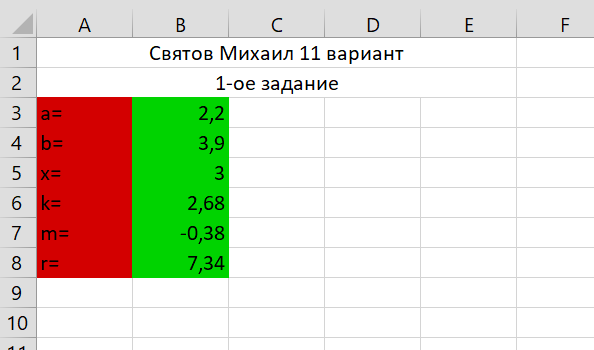 A B C D E F
1 Святов Михаил 11 вариант
2 1-ое задание
3 a= 2,2
4 b= 3,9
5 x= 3
6 k= 2,68
7 m= -0,38
8 r= 7,34
9
10
11